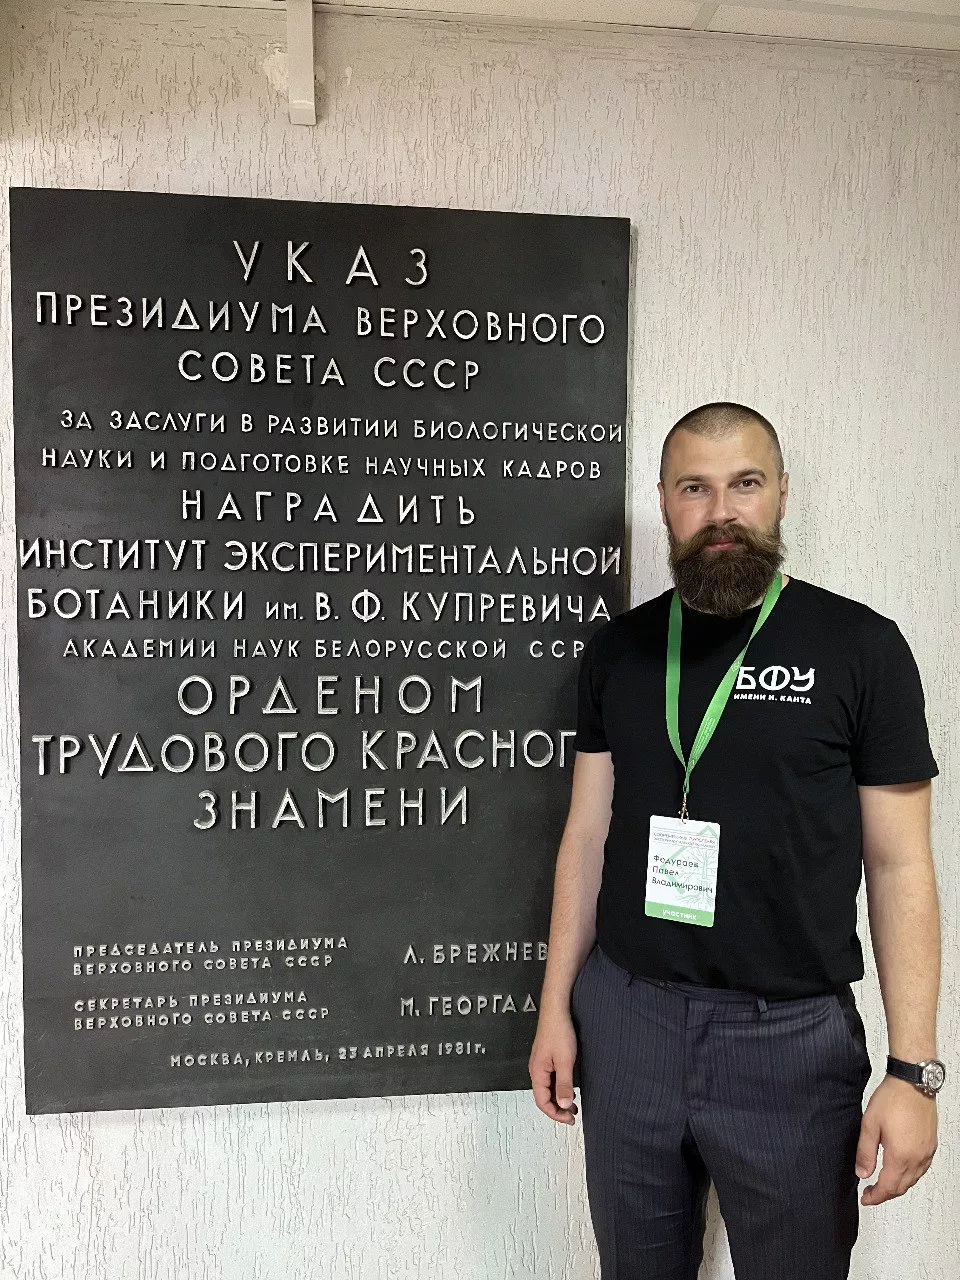 УКАЗ
ПРЕЗИДИУМА ВЕРХОВНОГО
СОВЕТА СССР
ЗА ЗАСЛУГИ В РАЗВИТИИ БИОЛОГИЧЕСКОЙ
НАУКИ И ПОДГОТОВКЕ НАУЧНЫХ КАДРОВ
НАГРАДИТЬ
ИНСТИТУТ ЭКСПЕРИМЕНТАЛЬНОЙ
БОТАНИКИ им. В. Ф. КУПРЕВИЧА
АКАДЕМИИ НАУК БЕЛОРУССКОЙ ССР
ОРДЕНОМ
ТРУДОВОГО КРАСНОГ
ЗНАМЕНИ
ПРЕДСЕДАТЕЛЬ ПРЕЗИДИУМА
ВЕРХОВНОГО СОВЕТА СССР
Л. БРЕЖНЕВ
СЕКРЕТАРЬ ПРЕЗИДИУМА
ВЕРХОВНОГО СОВЕТА СССР
М. ГЕОРГАД
МОСКВА, КРЕМЛЬ, 23 АПРЕЛЯ 1981 г.
БФУ
ИМЕНИ И. КАНТА
Федураев
Павел
Владимирович
УЧАСТНИК